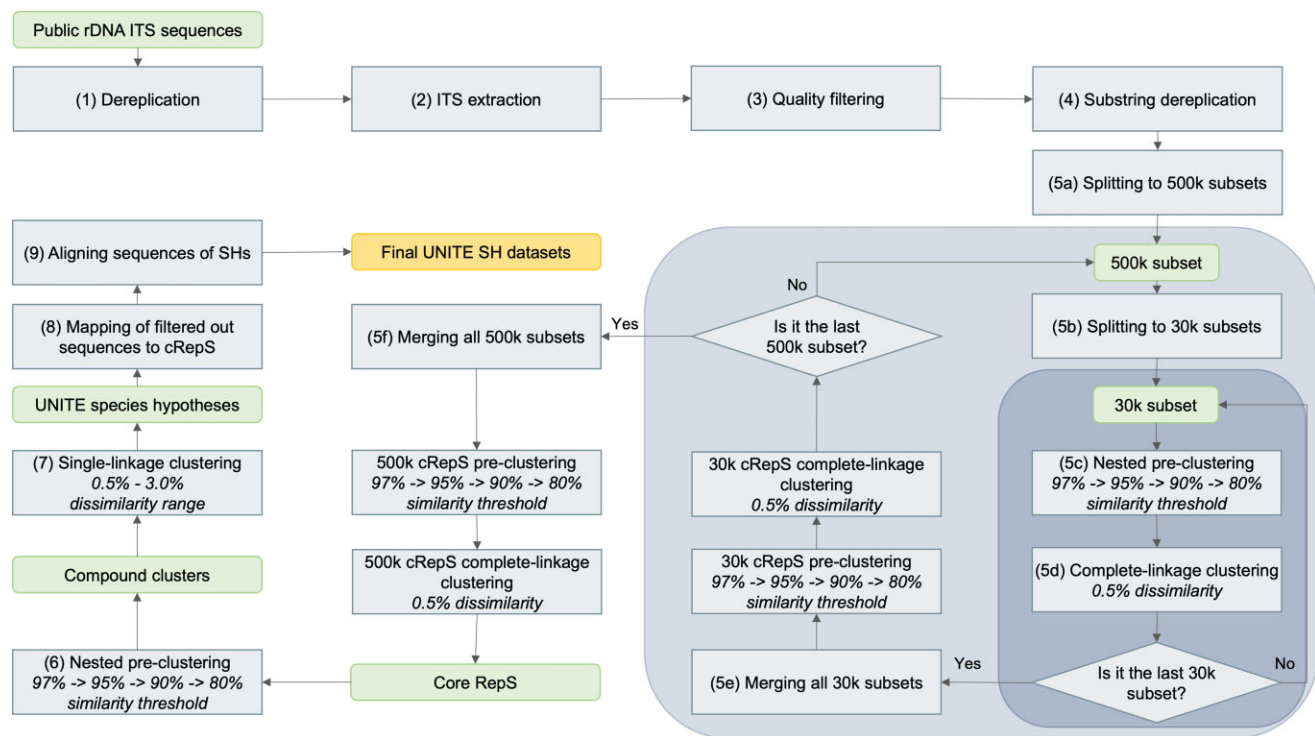 Public rDNA ITS sequences
(1) Dereplication
(2) ITS extraction
(3) Quality filtering
(4) Substring dereplication
(5a) Splitting to 500k subsets
500k subset
(5b) Splitting to 30k subsets
30k subset
(5c) Nested pre-clustering
97% -> 95% -> 90% -> 80%
similarity threshold
(5d) Complete-linkage clustering
0.5% dissimilarity
Is it the last 30k
subset?
No
Yes
(5e) Merging all 30k subsets
30k cRepS pre-clustering
97% -> 95% -> 90% -> 80%
similarity threshold
30k cRepS complete-linkage
clustering
0.5% dissimilarity
Is it the last
500k subset?
No
Yes
(5f) Merging all 500k subsets
500k cRepS pre-clustering
97% -> 95% -> 90% -> 80%
similarity threshold
500k cRepS complete-linkage
clustering
0.5% dissimilarity
Core RepS
(6) Nested pre-clustering
97% -> 95% -> 90% -> 80%
similarity threshold
Compound clusters
(7) Single-linkage clustering
0.5% - 3.0%
dissimilarity range
UNITE species hypotheses
(8) Mapping of filtered out
sequences to cRepS
(9) Aligning sequences of SHs
Final UNITE SH datasets